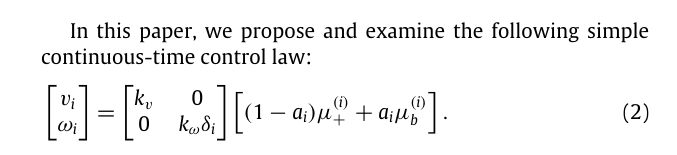 In this paper, we propose and examine the following simple
continuous-time control law:
\begin{bmatrix} v_i \\ \omega_i \end{bmatrix} = \begin{bmatrix} k_v & 0 \\ 0 & k_\omega \delta_i \end{bmatrix} \left[ (1 - a_i) \mu_+^{(i)} + a_i \mu_b^{(i)} \right]. (2)